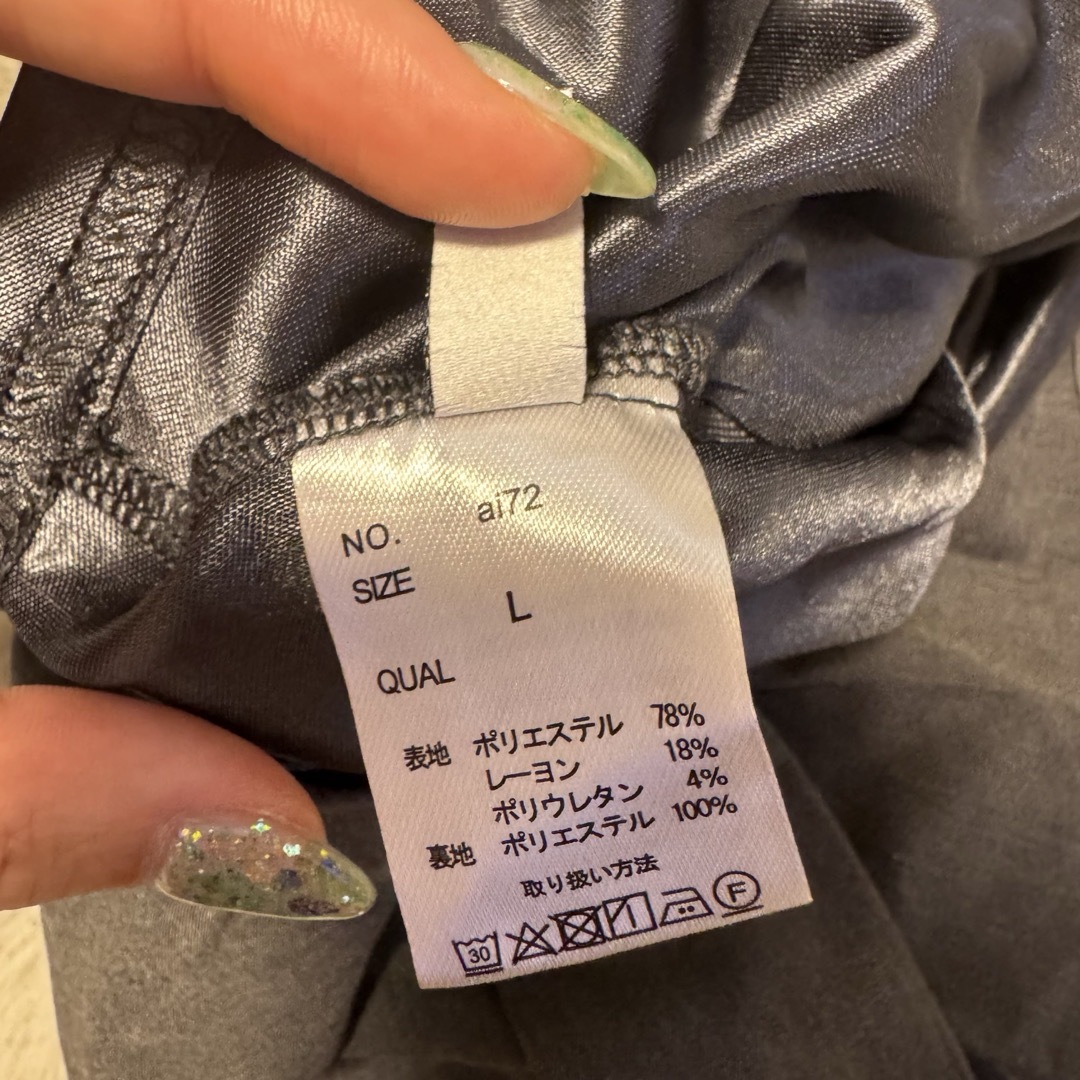 NO. ai72
SIZE L
QUAL
表地 ポリエステル 78%
レーヨン 18%
ポリウレタン 4%
裏地 ポリエステル 100%
取り扱い方法
30 F